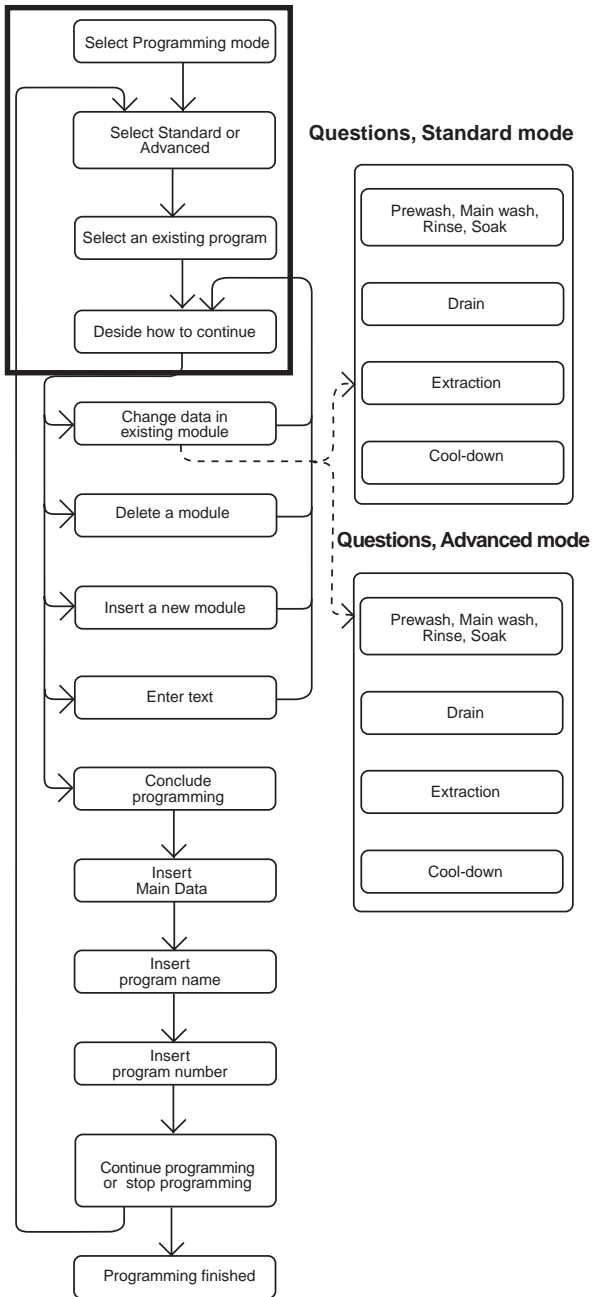 Select Programming mode
Select Standard or
Advanced
Select an existing program
Deside how to continue
Change data in
existing module
Delete a module
Insert a new module
Enter text
Conclude
programming
Insert
Main Data
Insert
program name
Insert
program number
Continue programming
or stop programming
Programming finished
Questions, Standard mode
Prewash, Main wash,
Rinse, Soak
Drain
Extraction
Cool-down
Questions, Advanced mode
Prewash, Main wash,
Rinse, Soak
Drain
Extraction
Cool-down